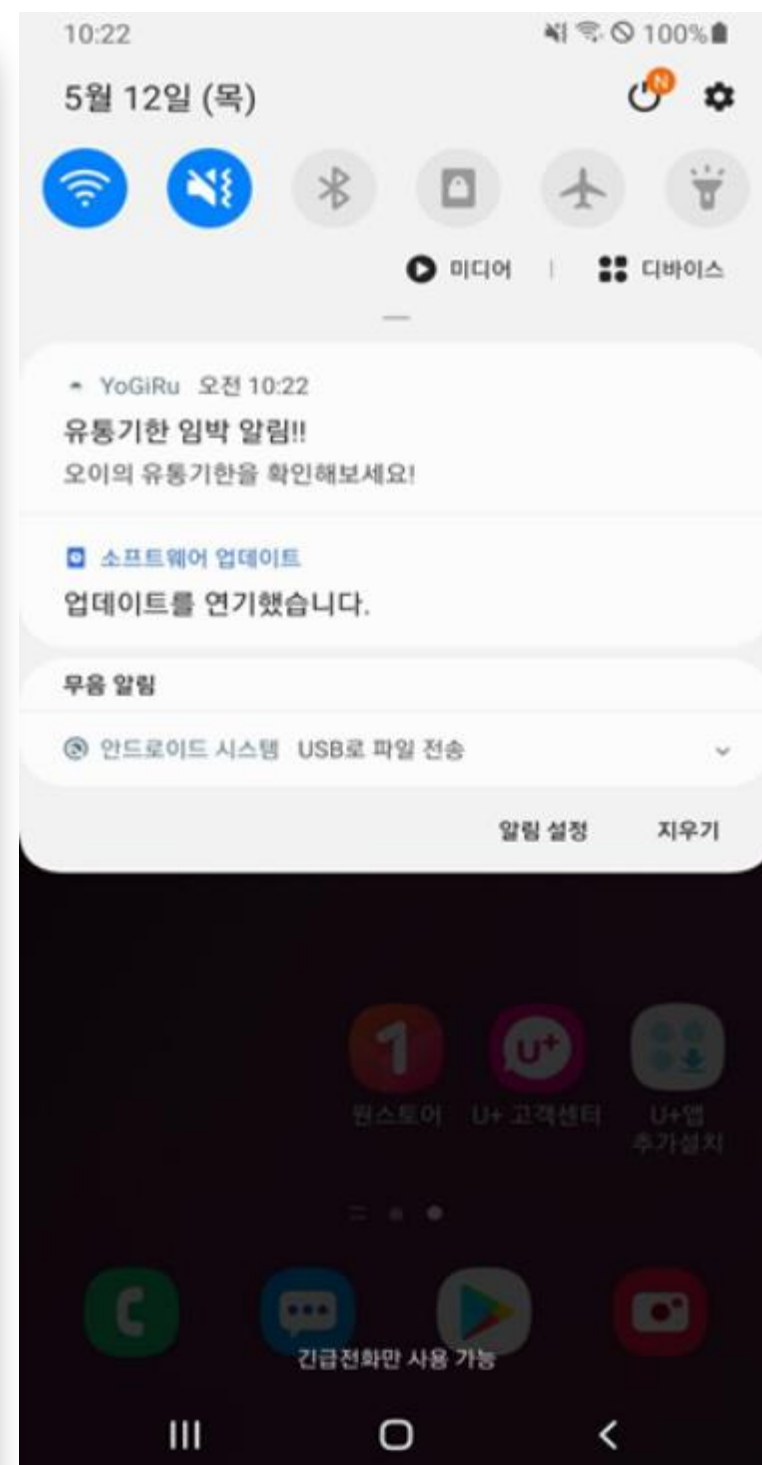 10:22 100%
5월 12일 (목) N
미디어 | 디바이스
YoGiRu 오전 10:22
유통기한 임박 알림!!
오이의 유통기한을 확인해보세요!
소프트웨어 업데이트
업데이트를 연기했습니다.
무음 알림
안드로이드 시스템 USB로 파일 전송
알림 설정 지우기
1 U+
원스토어 U+ 고객센터 U+앱
추가설치
긴급전화만 사용 가능